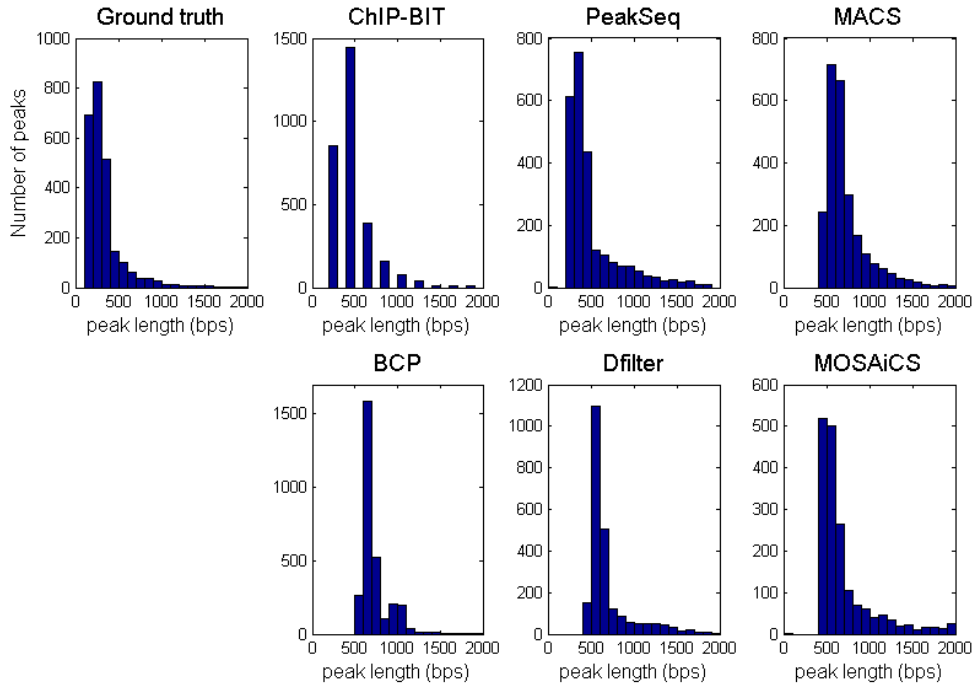 Ground truth
ChIP-BIT
PeakSeq
MACS
1000
800
600
400
200
0
Number of peaks
0 500 1000 1500 2000
peak length (bps)
1500
1000
500
0
0 500 1000 1500 2000
peak length (bps)
800
600
400
200
0
0 500 1000 1500 2000
peak length (bps)
800
600
400
200
0
0 500 1000 1500 2000
peak length (bps)
BCP
Dfilter
MOSAiCS
1500
1000
500
0
0 500 1000 1500 2000
peak length (bps)
1200
1000
800
600
400
200
0
0 500 1000 1500 2000
peak length (bps)
600
500
400
300
200
100
0
0 500 1000 1500 2000
peak length (bps)